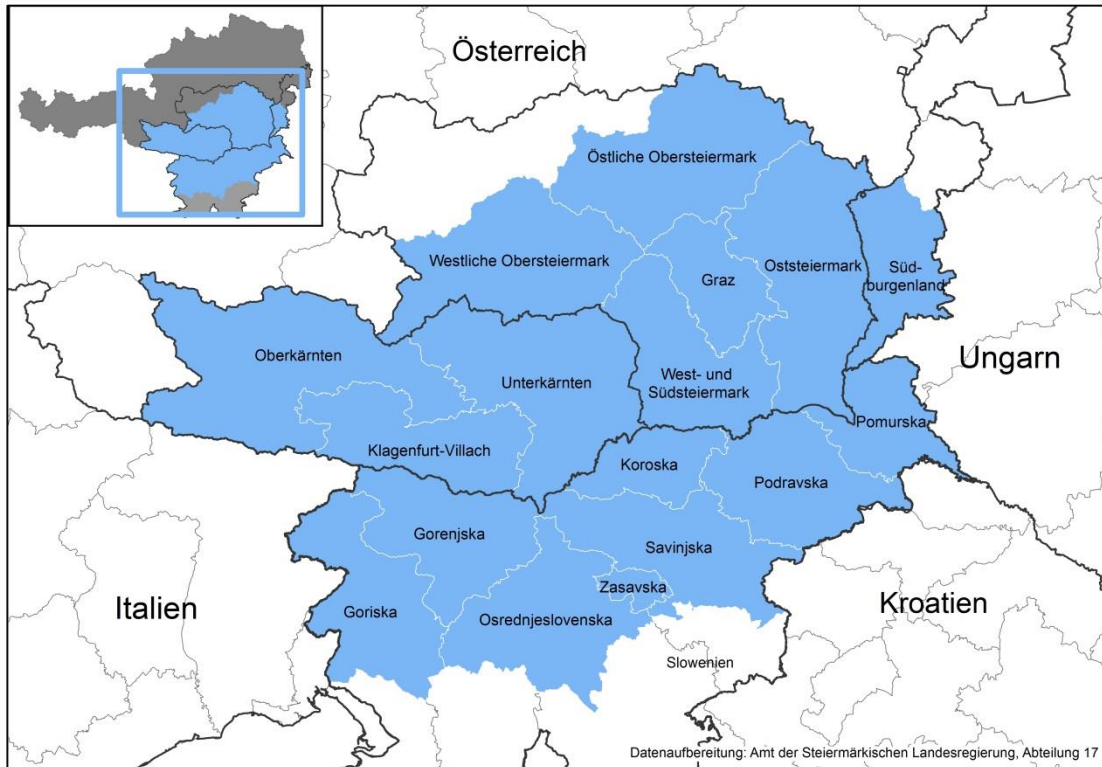 Österreich
Östliche Obersteiermark
Westliche Obersteiermark
Graz
Oststeiermark
Süd-
burgenland
Oberkärnten
Unterkärnten
West- und
Südsteiermark
Ungarn
Klagenfurt-Villach
Koroska
Pomurska
Podravska
Gorenjska
Savinjska
Zasavska
Italien
Goriska
Osrednjeslovenska
Kroatien
Slowenien
Datenaufbereitung: Amt der Steiermärkischen Landesregierung, Abteilung 17